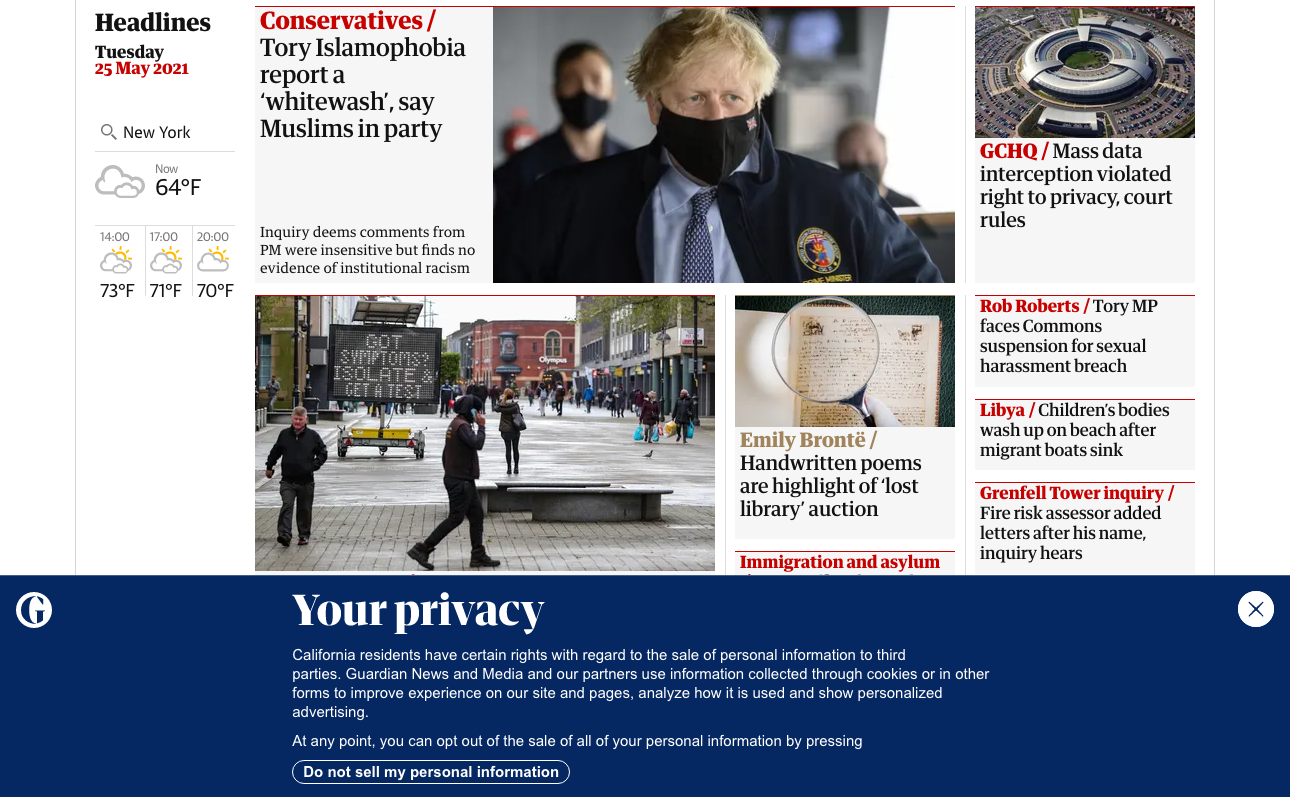 Headlines
Tuesday
25 May 2021
New York
Now
64°F
14:00
17:00
20:00
73°F
71°F
70°F
Conservatives /
Tory Islamophobia
report a
‘whitewash’, say
Muslims in party
Inquiry deems comments from
PM were insensitive but finds no
evidence of institutional racism
GCHQ / Mass data
interception violated
right to privacy, court
rules
GOT
SYMPTOMS?
ISOLATE &
GET A TEST
Olympus
Emily Brontë /
Handwritten poems
are highlight of ‘lost
library’ auction
Immigration and asylum
Rob Roberts / Tory MP
faces Commons
suspension for sexual
harassment breach
Libya / Children’s bodies
wash up on beach after
migrant boats sink
Grenfell Tower inquiry /
Fire risk assessor added
letters after his name,
inquiry hears
G
Your privacy
California residents have certain rights with regard to the sale of personal information to third
parties. Guardian News and Media and our partners use information collected through cookies or in other
forms to improve experience on our site and pages, analyze how it is used and show personalized
advertising.
At any point, you can opt out of the sale of all of your personal information by pressing
Do not sell my personal information